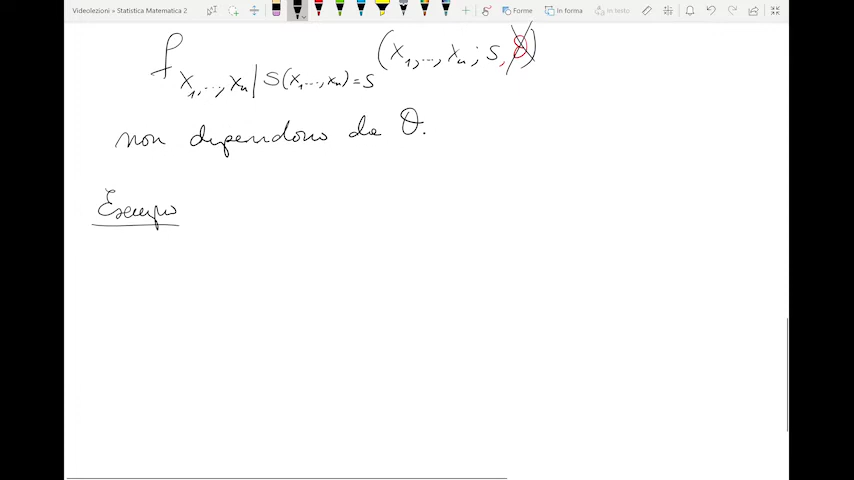 Videolezioni > Statistica Matematica 2
Forme
In forma
In testo
f X₁,...,Xₙ | S(X₁,...,Xₙ)=s (x₁,...,xₙ; s, θ)
non dipendono da θ.
Esempio